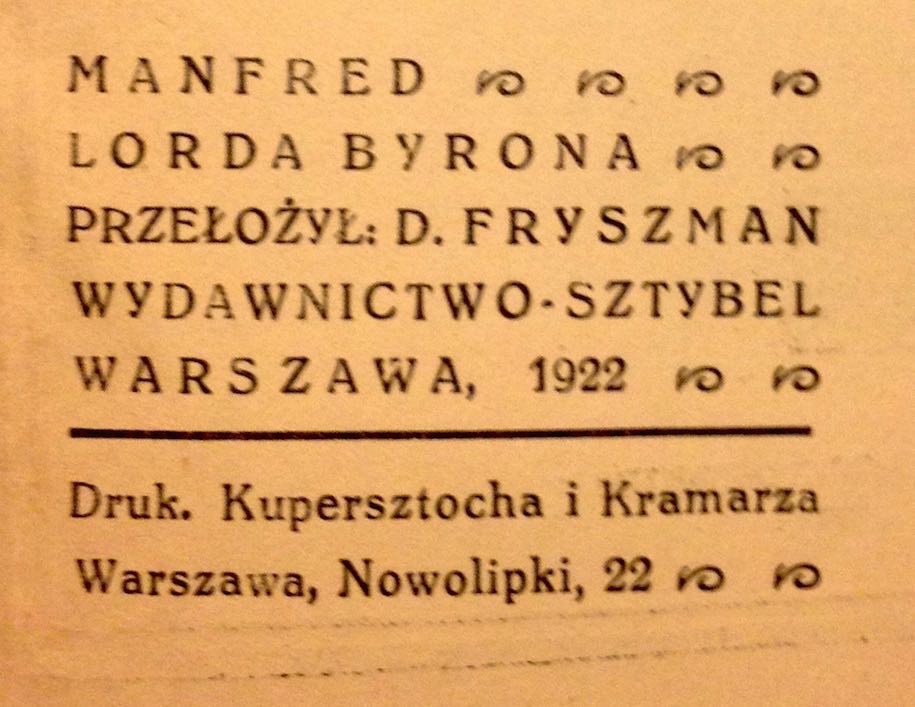 MANFRED
LORDA BYRONA
PRZEŁOŻYŁ: D. FRYSZMAN
WYDAWNICTWO-SZTYBEL
WARSZAWA, 1922
Druk. Kupersztocha i Kramarza
Warszawa, Nowolipki, 22